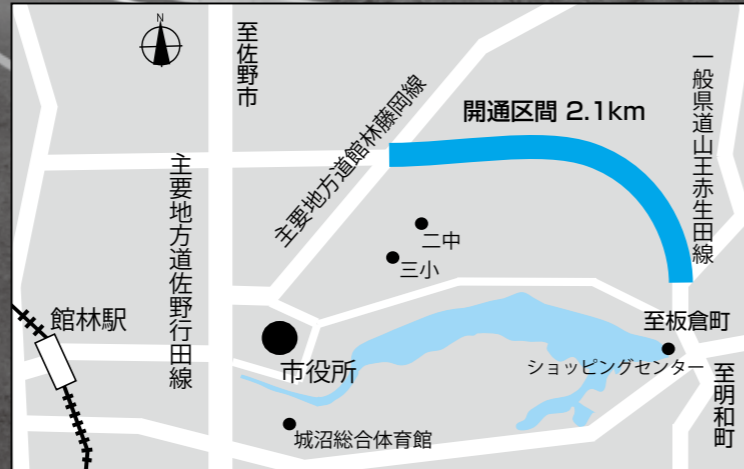 N
至佐野市
主要地方道館林藤岡線
開通区間 2.1km
一般県道山王赤生田線
主要地方道佐野行田線
二中
三小
館林駅
市役所
至板倉町
ショッピングセンター
至明和町
城沼総合体育館